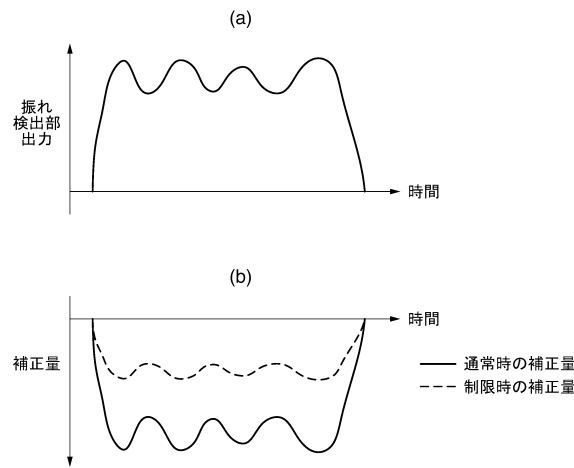 (a)
振れ
検出部
出力
時間
(b)
時間
補正量
通常時の補正量
制限時の補正量